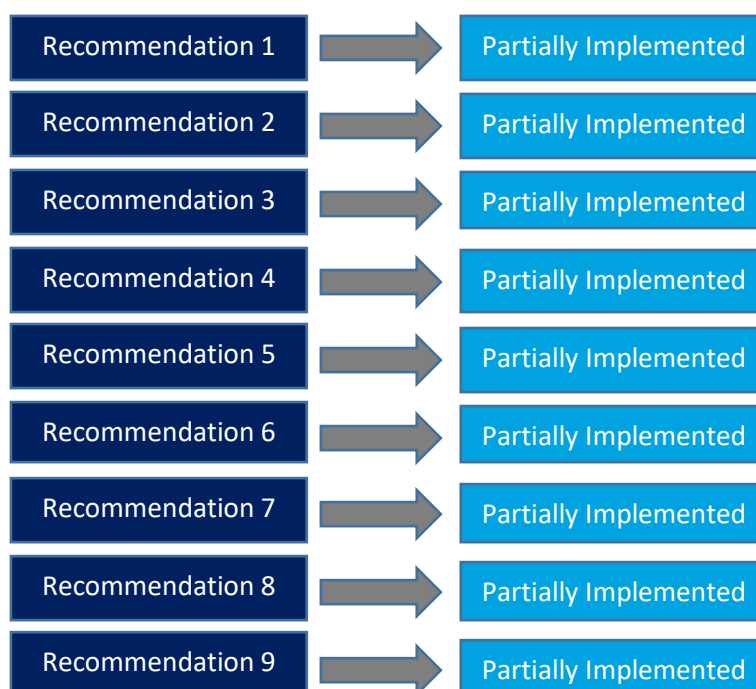 Recommendation 1 Partially Implemented
Recommendation 2 Partially Implemented
Recommendation 3 Partially Implemented
Recommendation 4 Partially Implemented
Recommendation 5 Partially Implemented
Recommendation 6 Partially Implemented
Recommendation 7 Partially Implemented
Recommendation 8 Partially Implemented
Recommendation 9 Partially Implemented